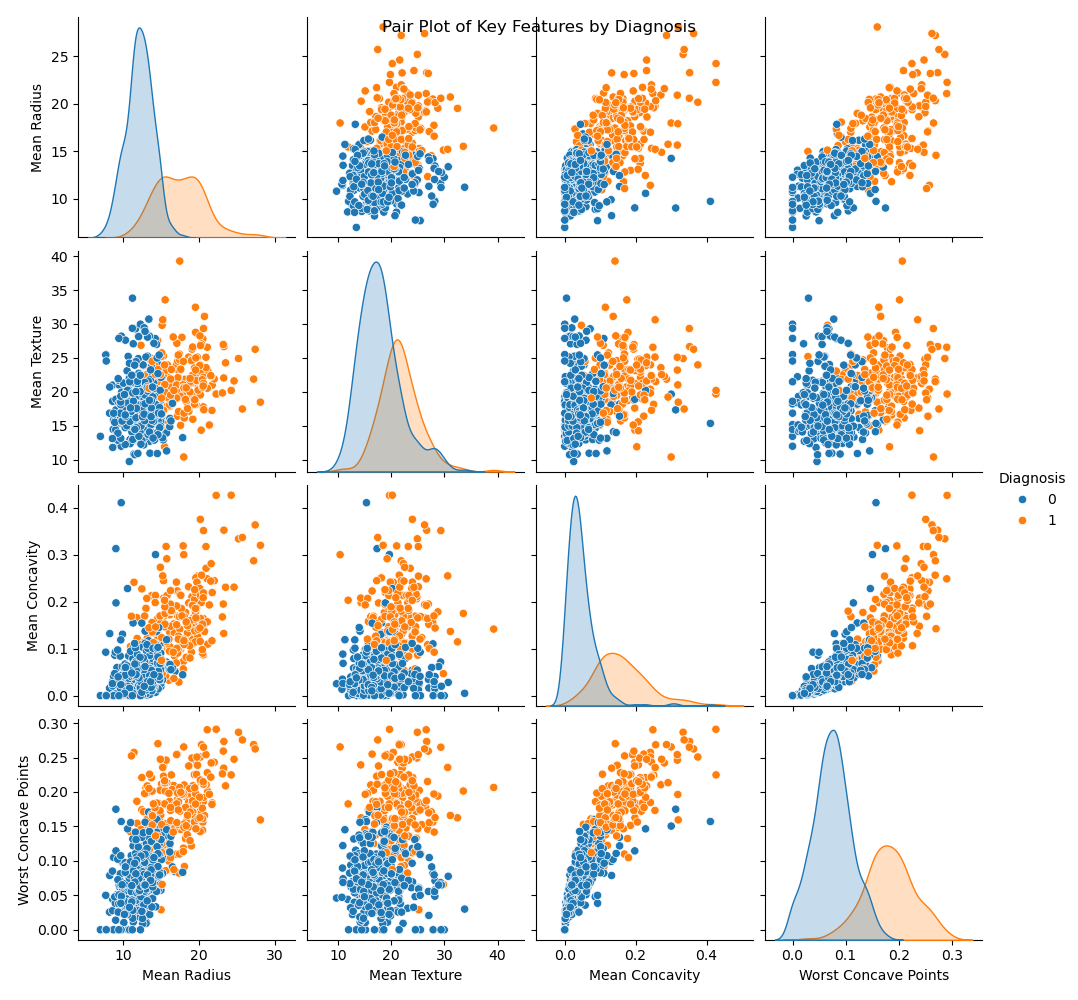 Pair Plot of Key Features by Diagnosis
25
20
15
10
Mean Radius
40
35
30
25
20
15
10
Mean Texture
0.4
0.3
0.2
0.1
0.0
Mean Concavity
0.30
0.25
0.20
0.15
0.10
0.05
0.00
Worst Concave Points
10 20 30
Mean Radius
10 20 30 40
Mean Texture
0.0 0.2 0.4
Mean Concavity
0.0 0.1 0.2 0.3
Worst Concave Points
Diagnosis
0
1